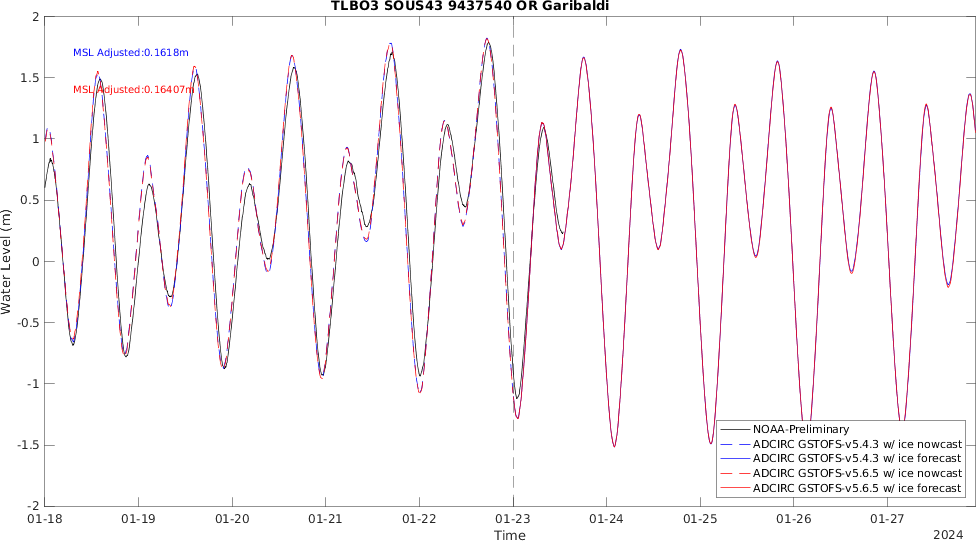 TLBO3 SOUS43 9437540 OR Garibaldi
MSL Adjusted:0.1618m
MSL Adjusted:0.16407m
Water Level (m)
2
1.5
1
0.5
0
-0.5
-1
-1.5
-2
NOAA-Preliminary
ADCIRC GSTOFS-v5.4.3 w/ ice nowcast
ADCIRC GSTOFS-v5.4.3 w/ ice forecast
ADCIRC GSTOFS-v5.6.5 w/ ice nowcast
ADCIRC GSTOFS-v5.6.5 w/ ice forecast
01-18 01-19 01-20 01-21 01-22 01-23 01-24 01-25 01-26 01-27
Time
2024